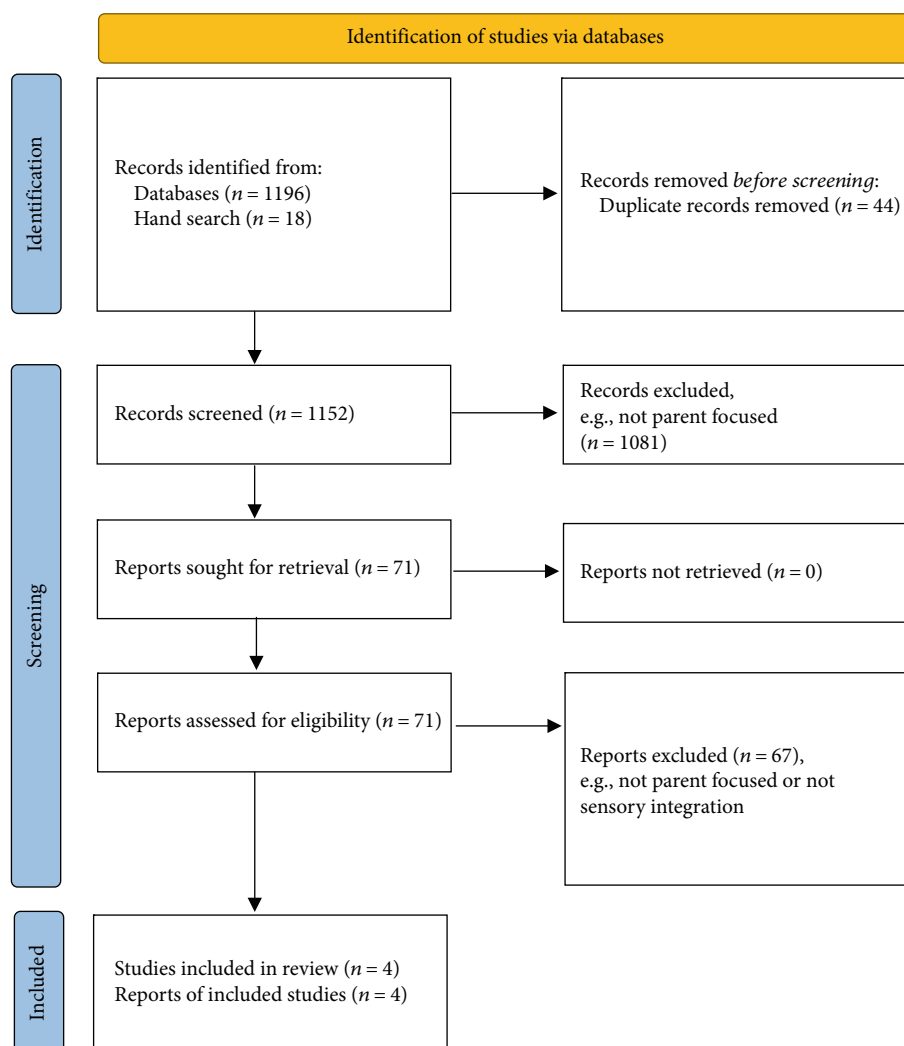 Identification of studies via databases
Identification
Records identified from:
Databases (n = 1196)
Hand search (n = 18)
Records removed before screening:
Duplicate records removed (n = 44)
Screening
Records screened (n = 1152)
Records excluded,
e.g., not parent focused
(n = 1081)
Reports sought for retrieval (n = 71)
Reports not retrieved (n = 0)
Reports assessed for eligibility (n = 71)
Reports excluded (n = 67),
e.g., not parent focused or not
sensory integration
Included
Studies included in review (n = 4)
Reports of included studies (n = 4)